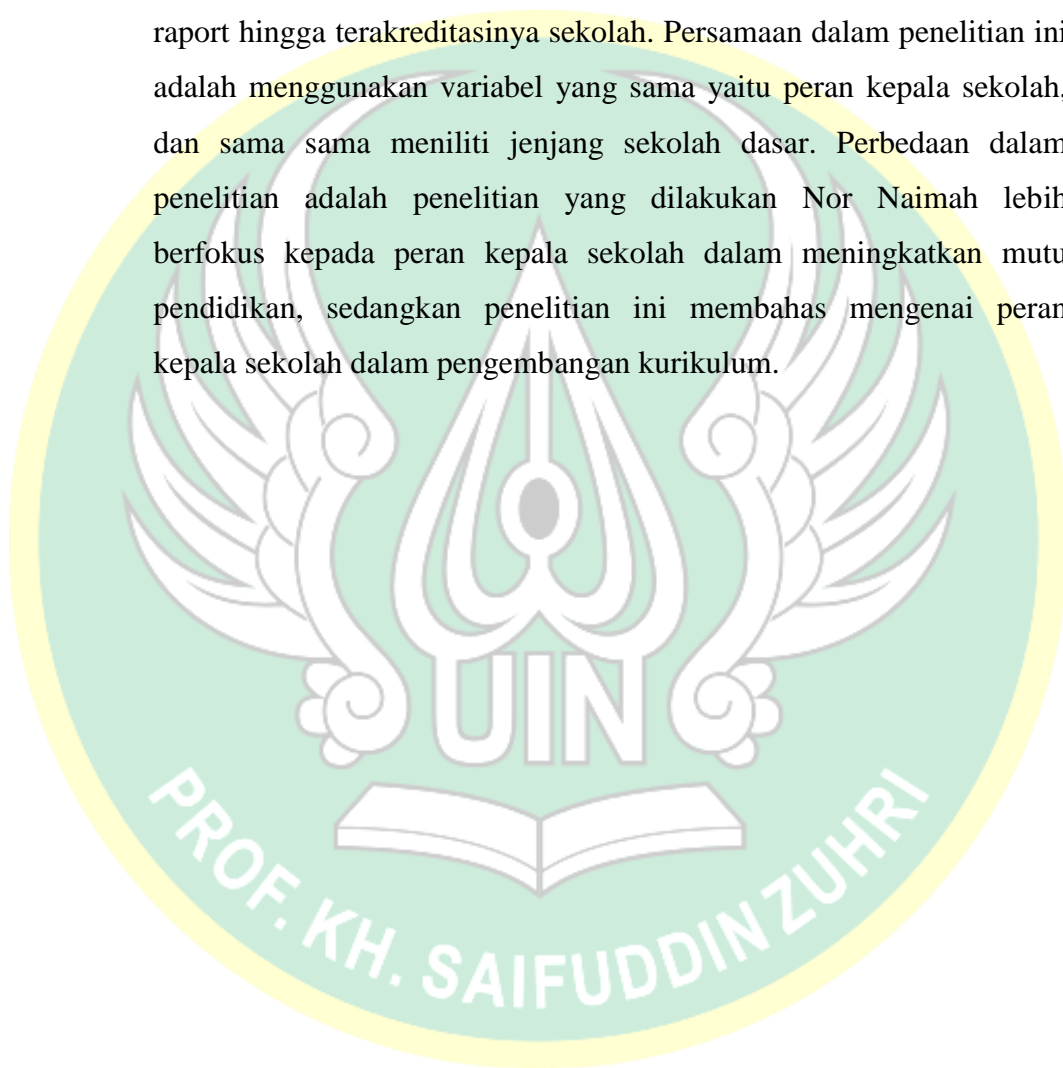 raport hingga terakreditasinya sekolah. Persamaan dalam penelitian ini
adalah menggunakan variabel yang sama yaitu peran kepala sekolah,
dan sama sama meniliti jenjang sekolah dasar. Perbedaan dalam
penelitian adalah penelitian yang dilakukan Nor Naimah lebih
berfokus kepada peran kepala sekolah dalam meningkatkan mutu
pendidikan, sedangkan penelitian ini membahas mengenai peran
kepala sekolah dalam pengembangan kurikulum.
UIN
PROF. KH. SAIFUDDIN ZUHRI